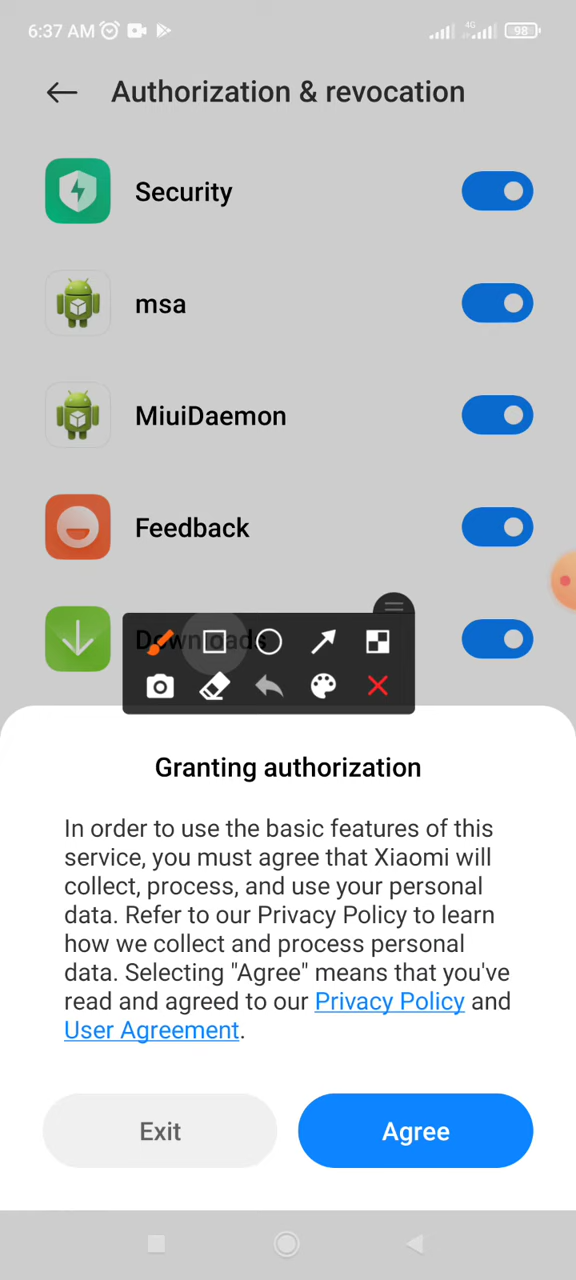 6:37 AM 4G 98
Authorization & revocation
Security
msa
MiuiDaemon
Feedback
Downloads
Granting authorization
In order to use the basic features of this
service, you must agree that Xiaomi will
collect, process, and use your personal
data. Refer to our Privacy Policy to learn
how we collect and process personal
data. Selecting "Agree" means that you've
read and agreed to our Privacy Policy and
User Agreement.
Exit Agree